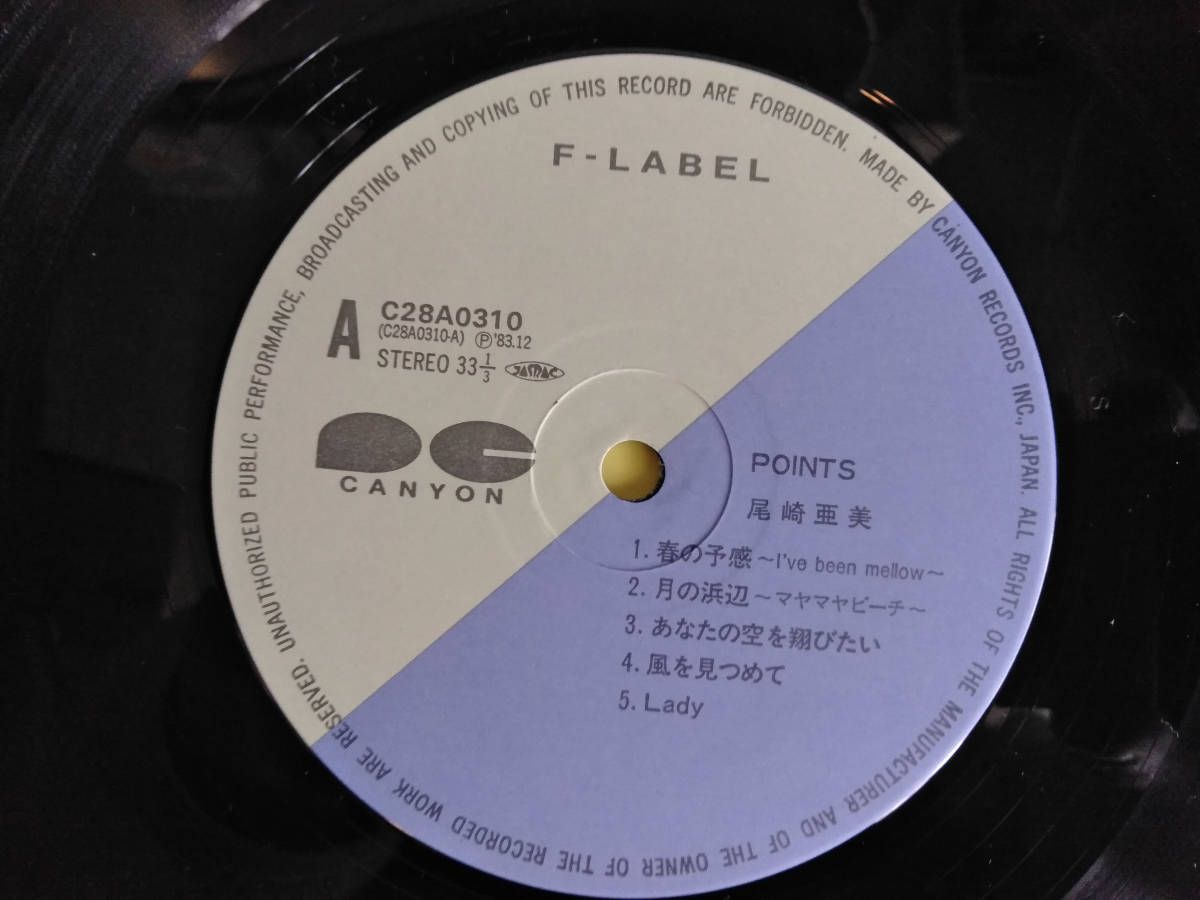 F-LABEL
A
C28A0310
(C28A0310-A) Ⓟ'83.12
STEREO 33 1/3 JASRAC
CANYON
POINTS
尾崎亜美
1. 春の予感〜I've been mellow〜
2. 月の浜辺〜マヤマヤビーチ〜
3. あなたの空を翔びたい
4. 風を見つめて
5. Lady
MADE BY CANYON RECORDS INC., JAPAN. ALL RIGHTS OF THE MANUFACTURER AND OF THE OWNER OF THE RECORDED WORK ARE RESERVED. UNAUTHORIZED PUBLIC PERFORMANCE, BROADCASTING AND COPYING OF THIS RECORD ARE FORBIDDEN.
S